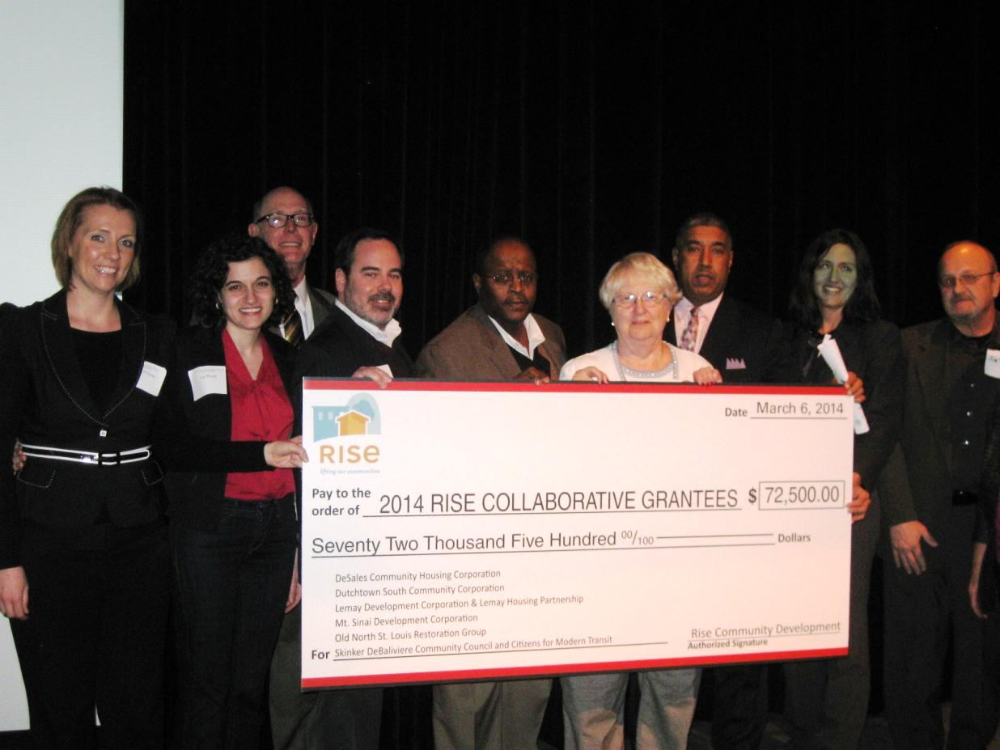 RISE
lifting our communities
Date March 6, 2014
Pay to the order of 2014 RISE COLLABORATIVE GRANTEES $ 72,500.00
Seventy Two Thousand Five Hundred 00/100 Dollars
DeSales Community Housing Corporation
Dutchtown South Community Corporation
Lemay Development Corporation & Lemay Housing Partnership
Mt. Sinai Development Corporation
Old North St. Louis Restoration Group
For Skinker DeBaliviere Community Council and Citizens for Modern Transit
Rise Community Development
Authorized Signature